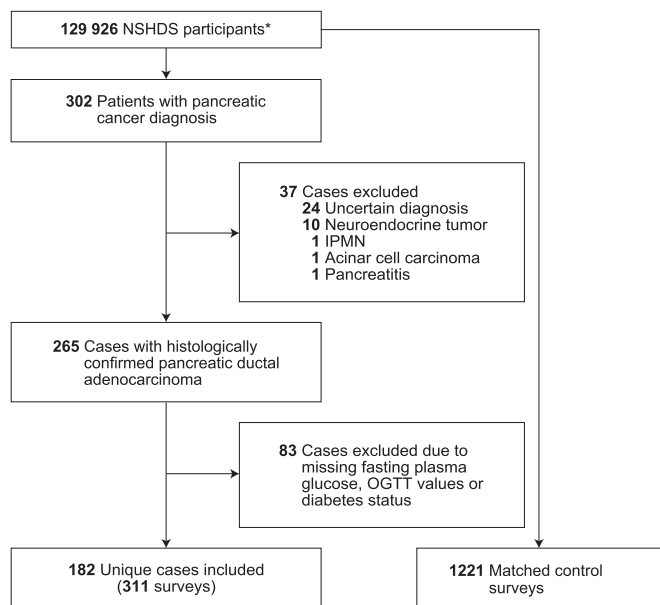 129 926 NSHDS participants*
302 Patients with pancreatic
cancer diagnosis
37 Cases excluded
24 Uncertain diagnosis
10 Neuroendocrine tumor
1 IPMN
1 Acinar cell carcinoma
1 Pancreatitis
265 Cases with histologically
confirmed pancreatic ductal
adenocarcinoma
83 Cases excluded due to
missing fasting plasma
glucose, OGTT values or
diabetes status
182 Unique cases included
(311 surveys)
1221 Matched control
surveys